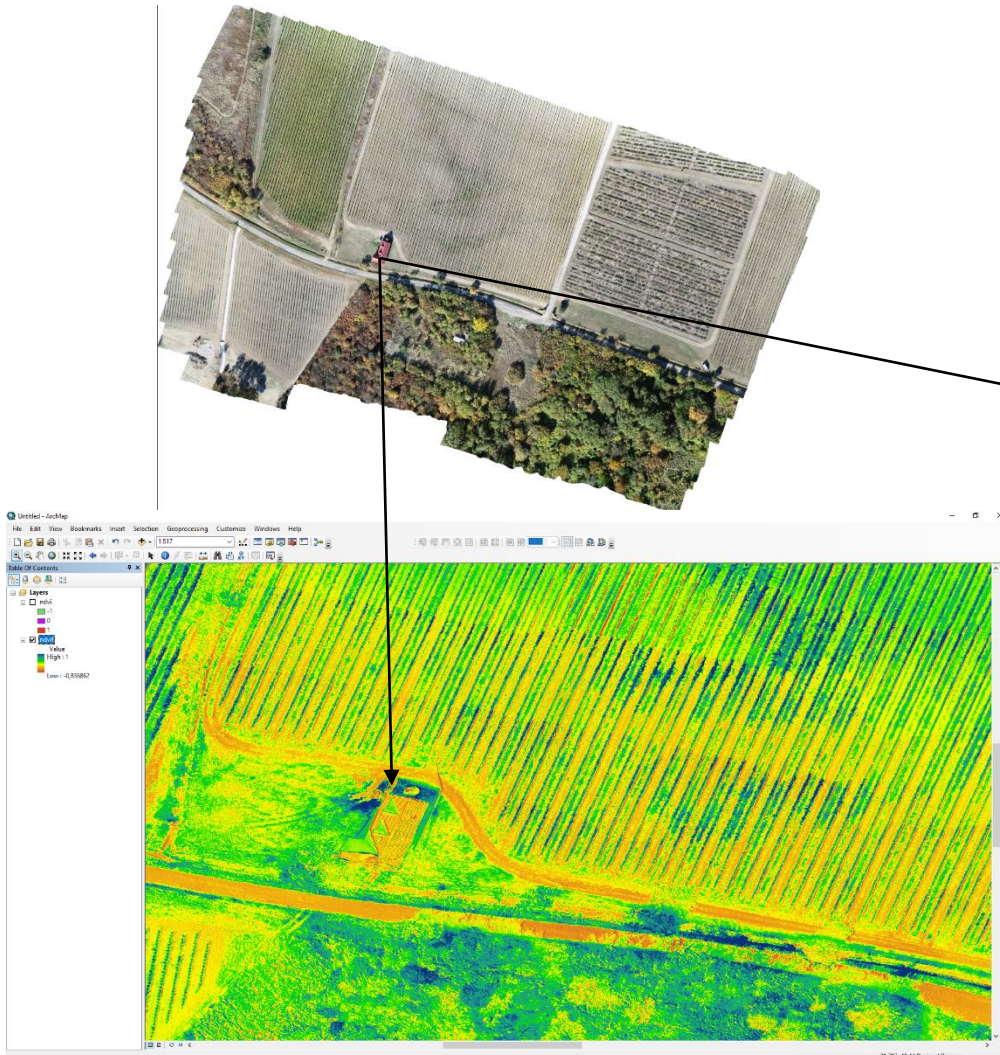 Untitled - ArcMap
File Edit View Bookmarks Insert Selection Geoprocessing Customize Windows Help
1:517
Table Of Contents
Layers
ndvi
-1
0
1
ndvi
Value
High : 1
Low : -0,836862